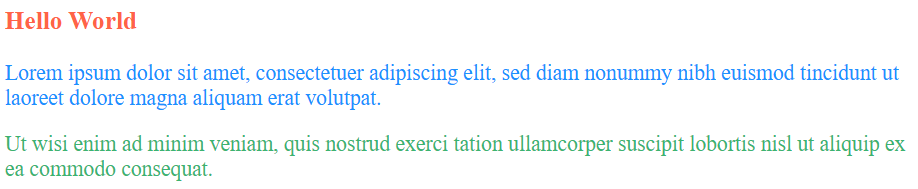 Hello World
Lorem ipsum dolor sit amet, consectetuer adipiscing elit, sed diam nonummy nibh euismod tincidunt ut
laoreet dolore magna aliquam erat volutpat.
Ut wisi enim ad minim veniam, quis nostrud exerci tation ullamcorper suscipit lobortis nisl ut aliquip ex
ea commodo consequat.